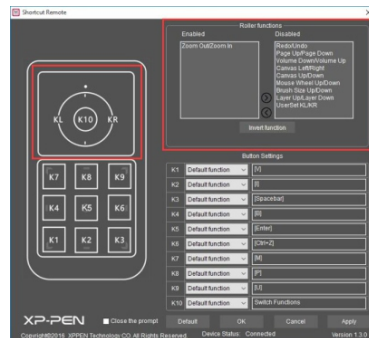 Shortcut Remote
Roller functions
Enabled
Disabled
Zoom Out/Zoom In
Redo/Undo
Page Up/Page Down
Volume Down/Volume Up
Canvas Left/Right
Canvas Up/Down
Mouse Wheel Up/Down
Brush Size Up/Down
Layer Up/Layer Down
UserSet KL/KR
Invert function
KL
K10
KR
K7 K8 K9
K4 K5 K6
K1 K2 K3
Button Settings
K1 Default function [V]
K2 Default function [I]
K3 Default function [Spacebar]
K4 Default function [B]
K5 Default function [Enter]
K6 Default function [Ctrl+Z]
K7 Default function [M]
K8 Default function [P]
K9 Default function [U]
K10 Default function Switch Functions
XP-PEN
Close the prompt
Default
OK
Cancel
Apply
Copyright©2016 XPPEN Technology CO. All Rights Reserved.
Device Status: Connected
Version 1.3.0